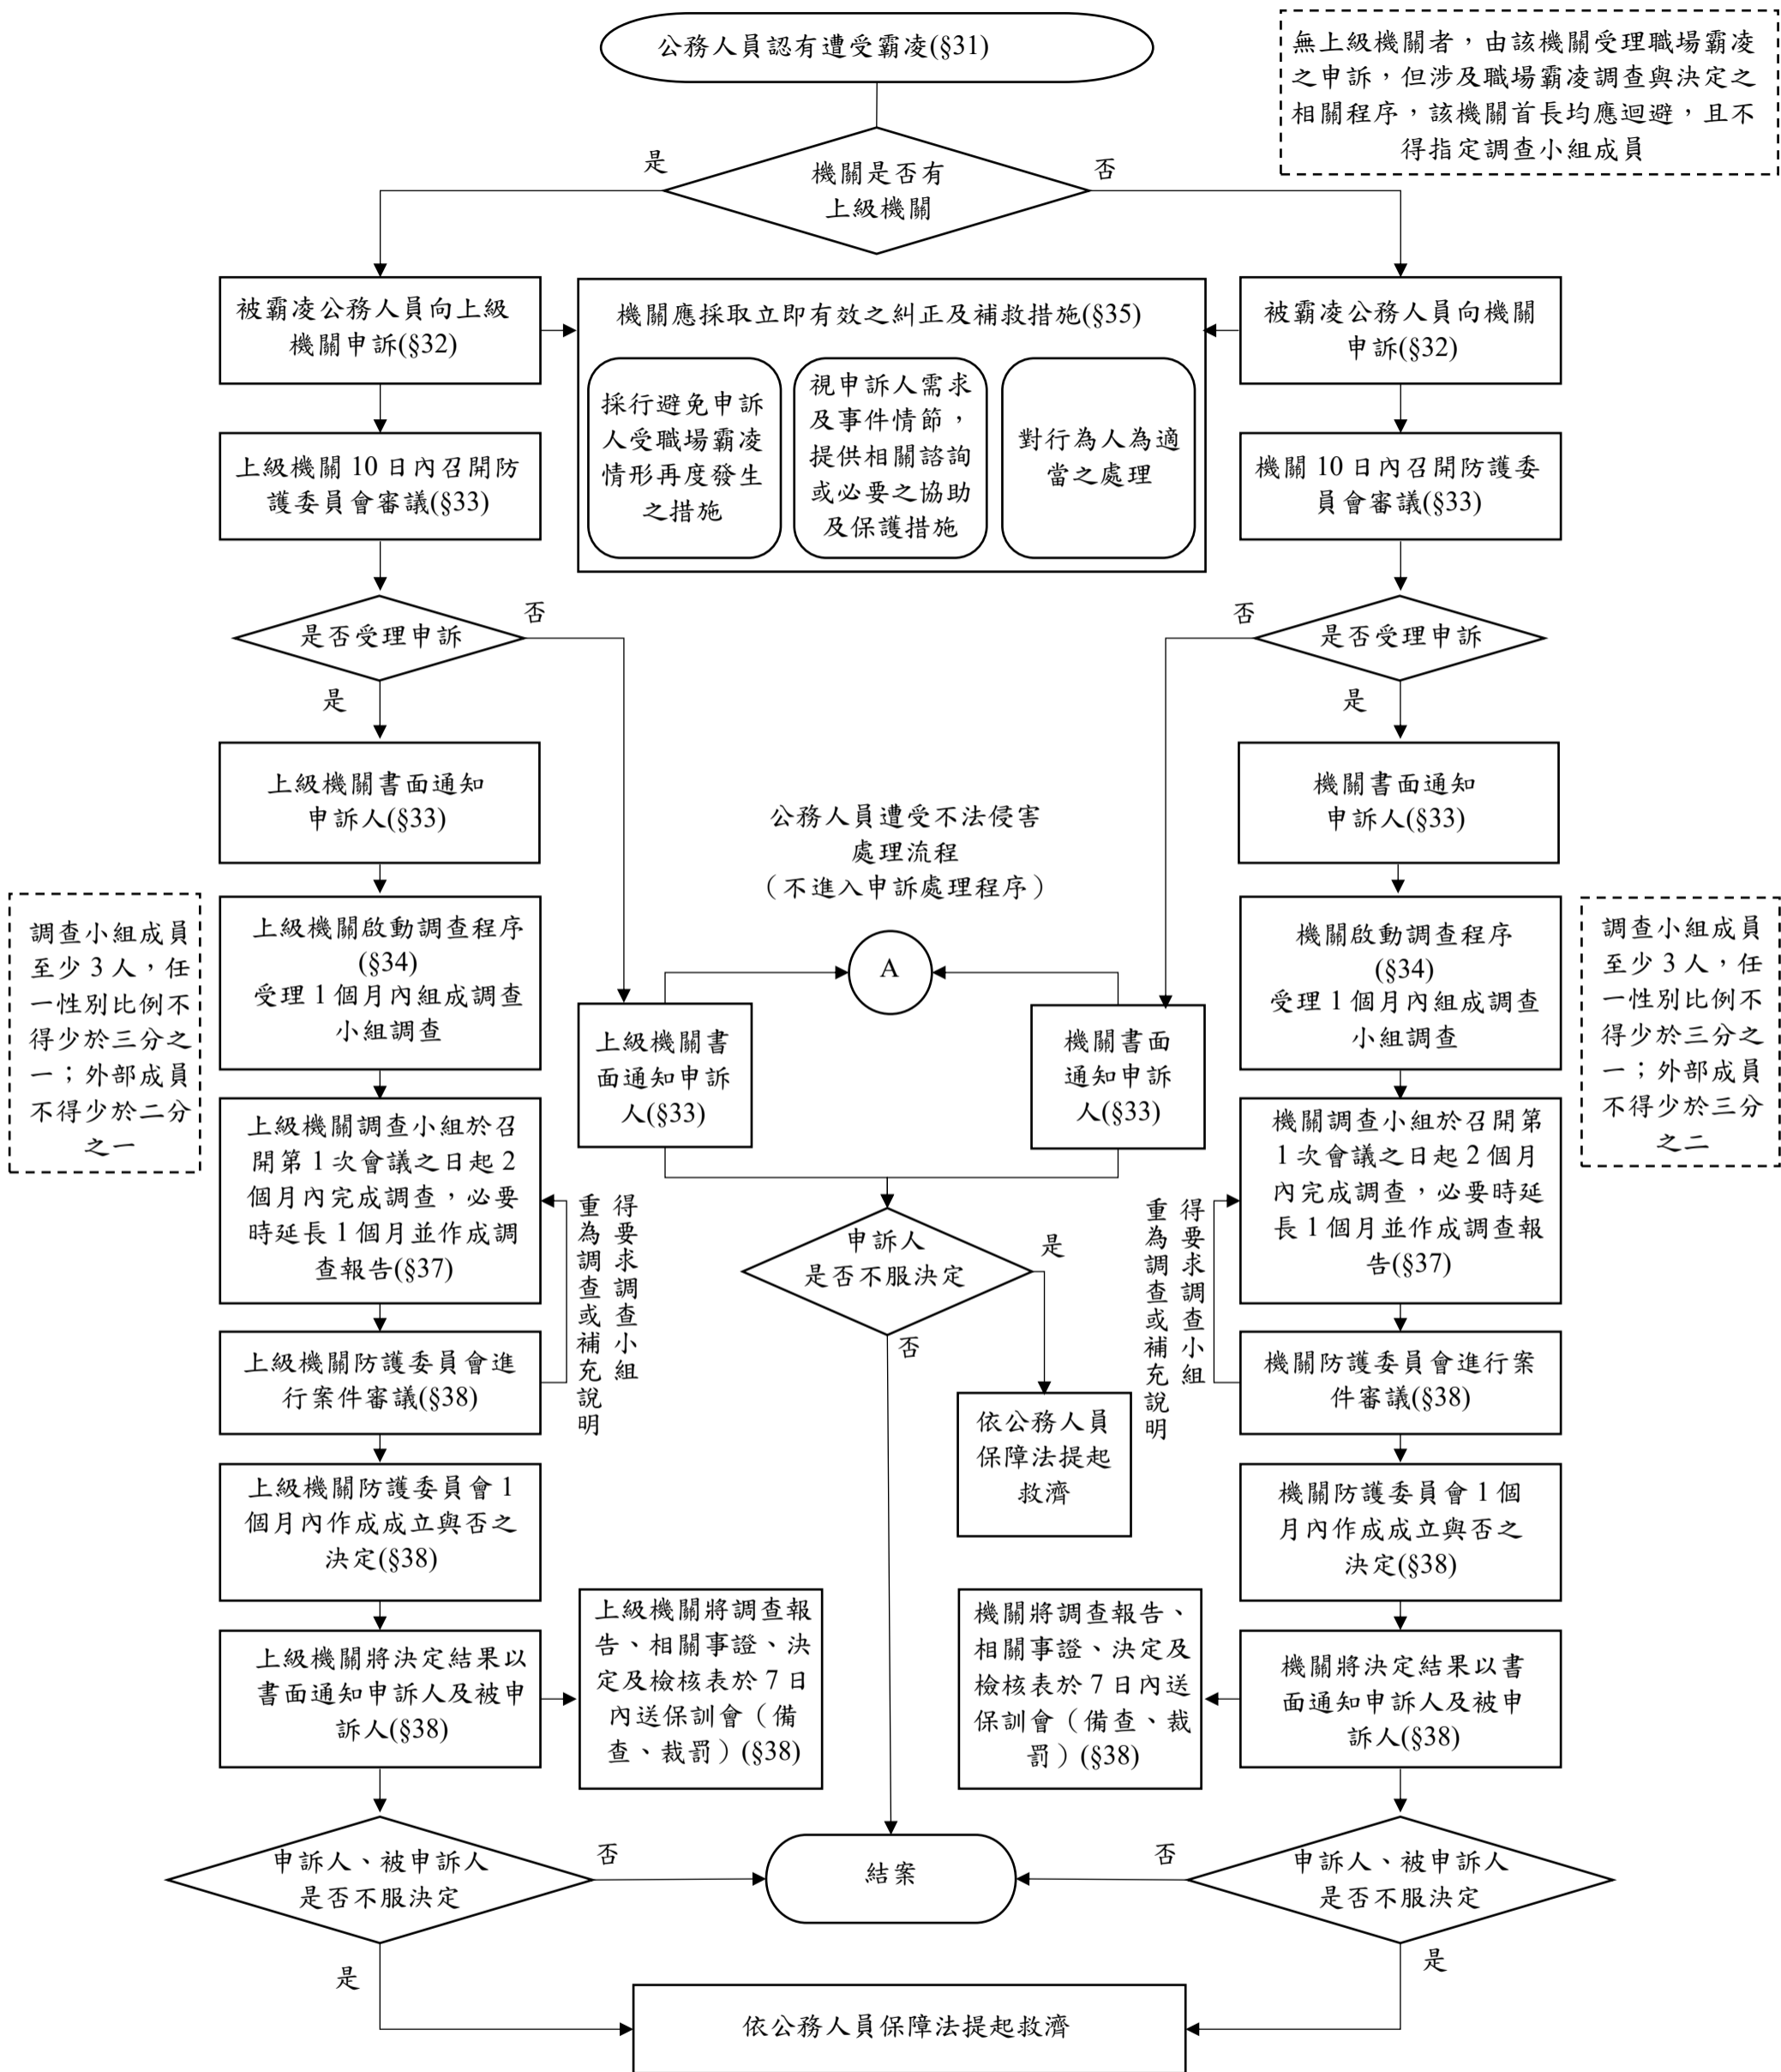 公務人員認有遭受霸凌(§31)
無上級機關者，由該機關受理職場霸凌
之申訴，但涉及職場霸凌調查與決定之
相關程序，該機關首長均應迴避，且不
得指定調查小組成員
機關是否有
上級機關
是
否
被霸凌公務人員向上級
機關申訴(§32)
機關應採取立即有效之糾正及補救措施(§35)
採行避免申訴
人受職場霸凌
情形再度發生
之措施
視申訴人需求
及事件情節，
提供相關諮詢
或必要之協助
及保護措施
對行為人為適
當之處理
被霸凌公務人員向機關
申訴(§32)
上級機關 10 日內召開防
護委員會審議(§33)
機關 10 日內召開防護委
員會審議(§33)
是否受理申訴
否
是
是否受理申訴
否
是
上級機關書面通知
申訴人(§33)
公務人員遭受不法侵害
處理流程
（不進入申訴處理程序）
A
機關書面通知
申訴人(§33)
調查小組成員
至少 3 人，任
一性別比例不
得少於三分之
一；外部成員
不得少於二分
之一
上級機關啟動調查程序
(§34)
受理 1 個月內組成調查
小組調查
上級機關書
面通知申訴
人(§33)
機關書面
通知申訴
人(§33)
機關啟動調查程序
(§34)
受理 1 個月內組成調查
小組調查
調查小組成員
至少 3 人，任
一性別比例不
得少於三分之
一；外部成員
不得少於三分
之二
上級機關調查小組於召
開第 1 次會議之日起 2
個月內完成調查，必要
時延長 1 個月並作成調
查報告(§37)
得要求調查小組
重為調查或補充說明
申訴人
是否不服決定
是
否
得要求調查小組
重為調查或補充說明
機關調查小組於召開第
1 次會議之日起 2 個月
內完成調查，必要時延
長 1 個月並作成調查報
告(§37)
上級機關防護委員會進
行案件審議(§38)
依公務人員
保障法提起
救濟
機關防護委員會進行案
件審議(§38)
上級機關防護委員會 1
個月內作成成立與否之
決定(§38)
機關防護委員會 1 個
月內作成成立與否之
決定(§38)
上級機關將決定結果以
書面通知申訴人及被申
訴人(§38)
上級機關將調查報
告、相關事證、決
定及檢核表於 7 日
內送保訓會（備
查、裁罰）(§38)
機關將調查報告、
相關事證、決定及
檢核表於 7 日內送
保訓會（備查、裁
罰）(§38)
機關將決定結果以書
面通知申訴人及被申
訴人(§38)
申訴人、被申訴人
是否不服決定
否
是
結案
申訴人、被申訴人
是否不服決定
否
是
依公務人員保障法提起救濟